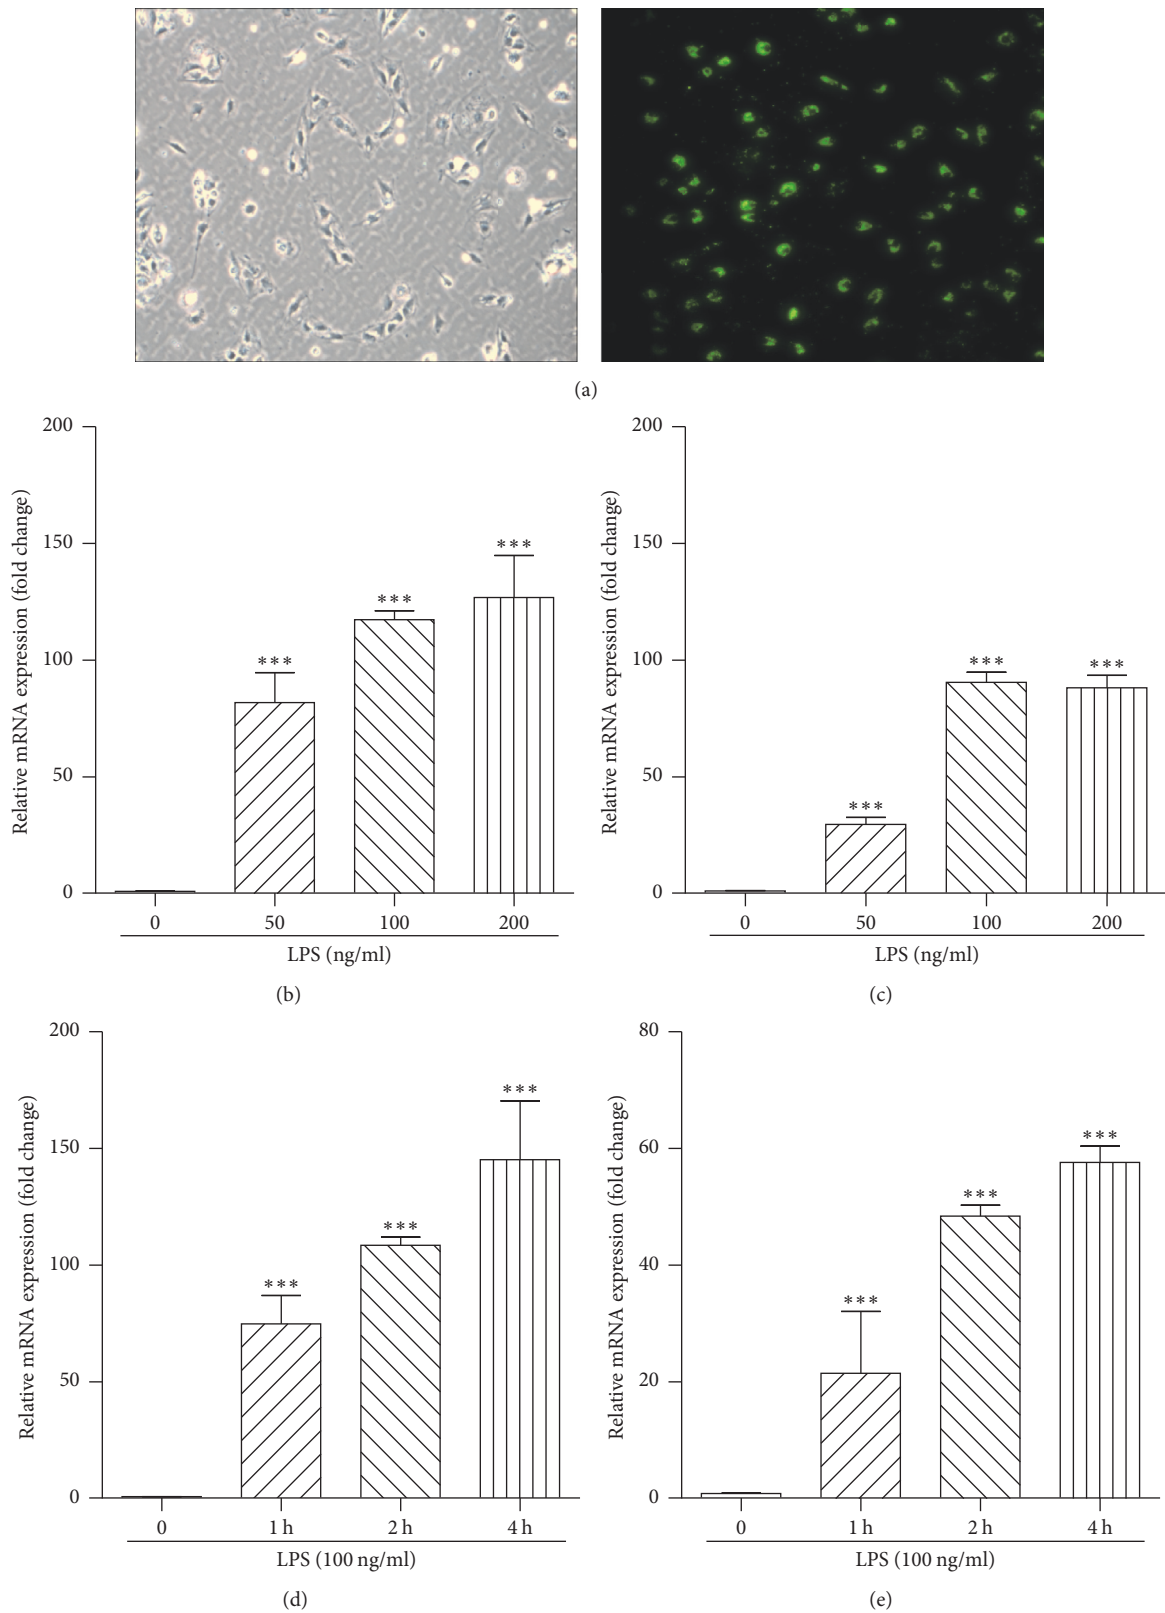 (a)
Relative mRNA expression (fold change)
200
150
100
50
0
***
***
***
0 50 100 200
LPS (ng/ml)
(b)
Relative mRNA expression (fold change)
200
150
100
50
0
***
***
***
0 50 100 200
LPS (ng/ml)
(c)
Relative mRNA expression (fold change)
200
150
100
50
0
***
***
***
0 1 h 2 h 4 h
LPS (100 ng/ml)
(d)
Relative mRNA expression (fold change)
80
60
40
20
0
***
***
***
0 1 h 2 h 4 h
LPS (100 ng/ml)
(e)